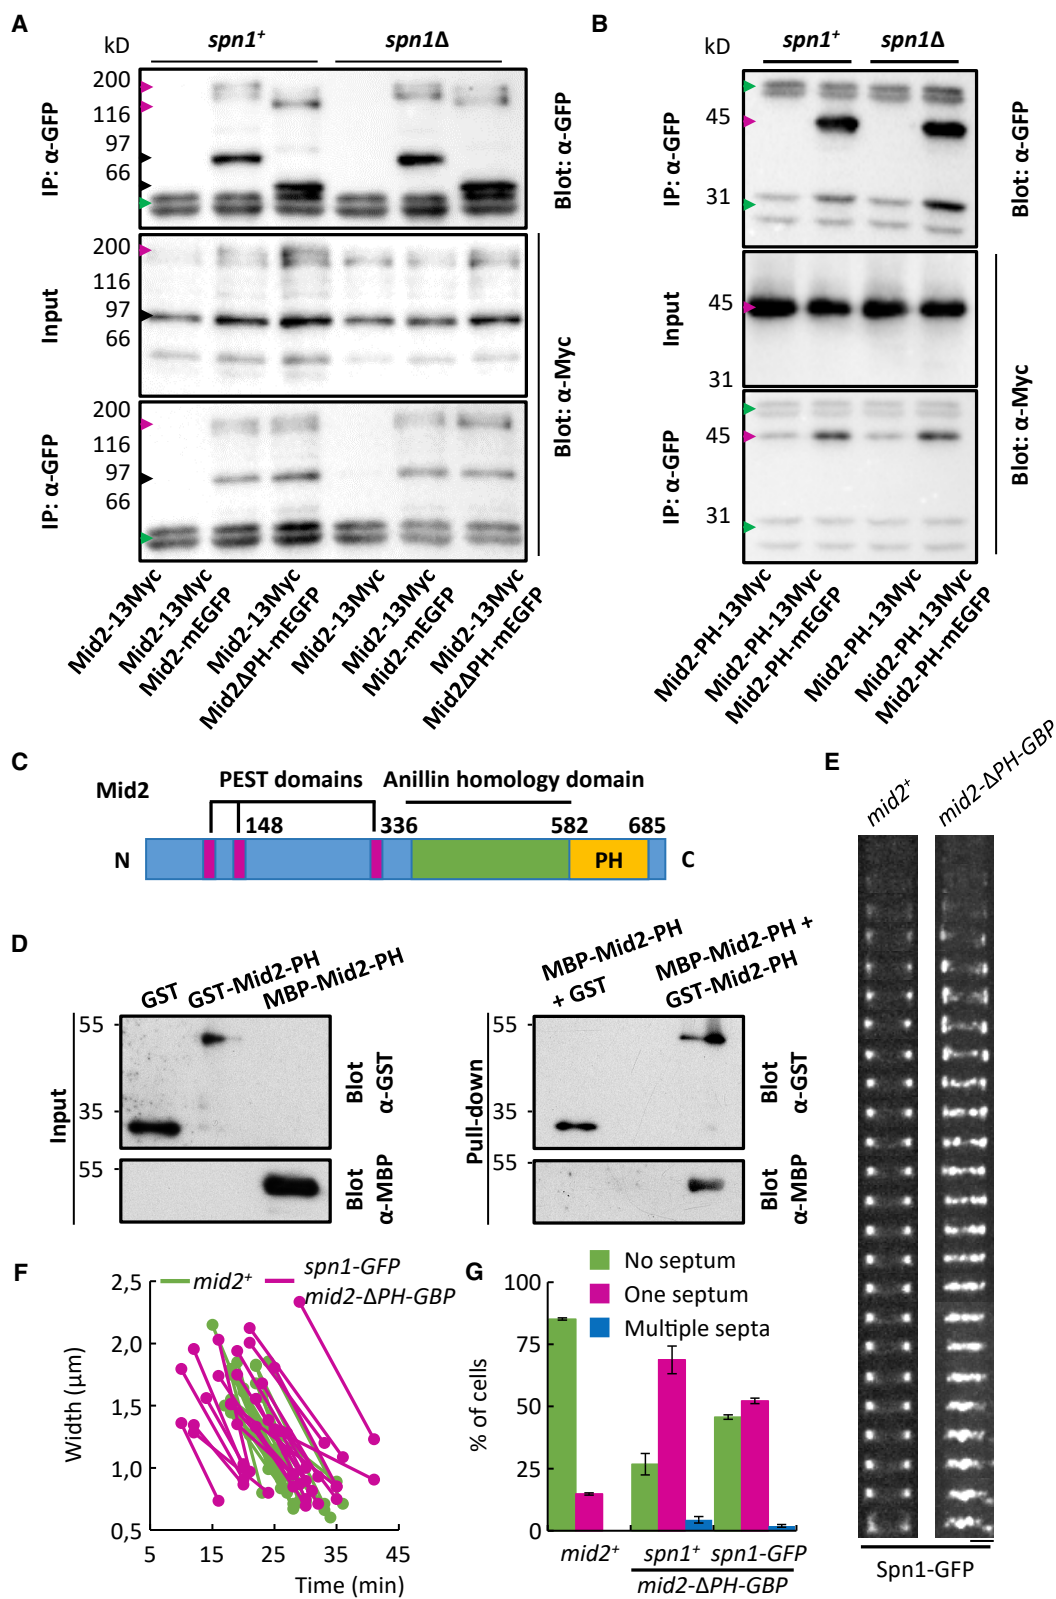 A
kD
spn1⁺
spn1Δ
200
116
97
66
IP: α-GFP
Blot: α-GFP
200
116
97
66
Input
200
116
97
66
IP: α-GFP
Blot: α-Myc
Mid2-13Myc
Mid2-13Myc
Mid2-mEGFP
Mid2-13Myc
Mid2ΔPH-mEGFP
Mid2-13Myc
Mid2-13Myc
Mid2-mEGFP
Mid2-13Myc
Mid2ΔPH-mEGFP
B
kD
spn1⁺
spn1Δ
45
31
IP: α-GFP
Blot: α-GFP
45
31
Input
45
31
IP: α-GFP
Blot: α-Myc
Mid2-PH-13Myc
Mid2-PH-13Myc
Mid2-PH-mEGFP
Mid2-PH-13Myc
Mid2-PH-13Myc
Mid2-PH-mEGFP
C
Mid2
PEST domains
Anillin homology domain
148
336
582
685
N
PH
C
D
GST
GST-Mid2-PH
MBP-Mid2-PH
55
35
55
Input
Blot
α-GST
Blot
α-MBP
MBP-Mid2-PH
+ GST
MBP-Mid2-PH +
GST-Mid2-PH
55
35
55
Pull-down
Blot
α-GST
Blot
α-MBP
E
mid2⁺
mid2-ΔPH-GBP
Spn1-GFP
F
mid2⁺
spn1-GFP
mid2-ΔPH-GBP
2,5
2,0
1,5
1,0
0,5
Width (µm)
5
15
25
35
45
Time (min)
G
No septum
One septum
Multiple septa
100
75
50
25
0
% of cells
mid2⁺
spn1⁺
spn1-GFP
mid2-ΔPH-GBP